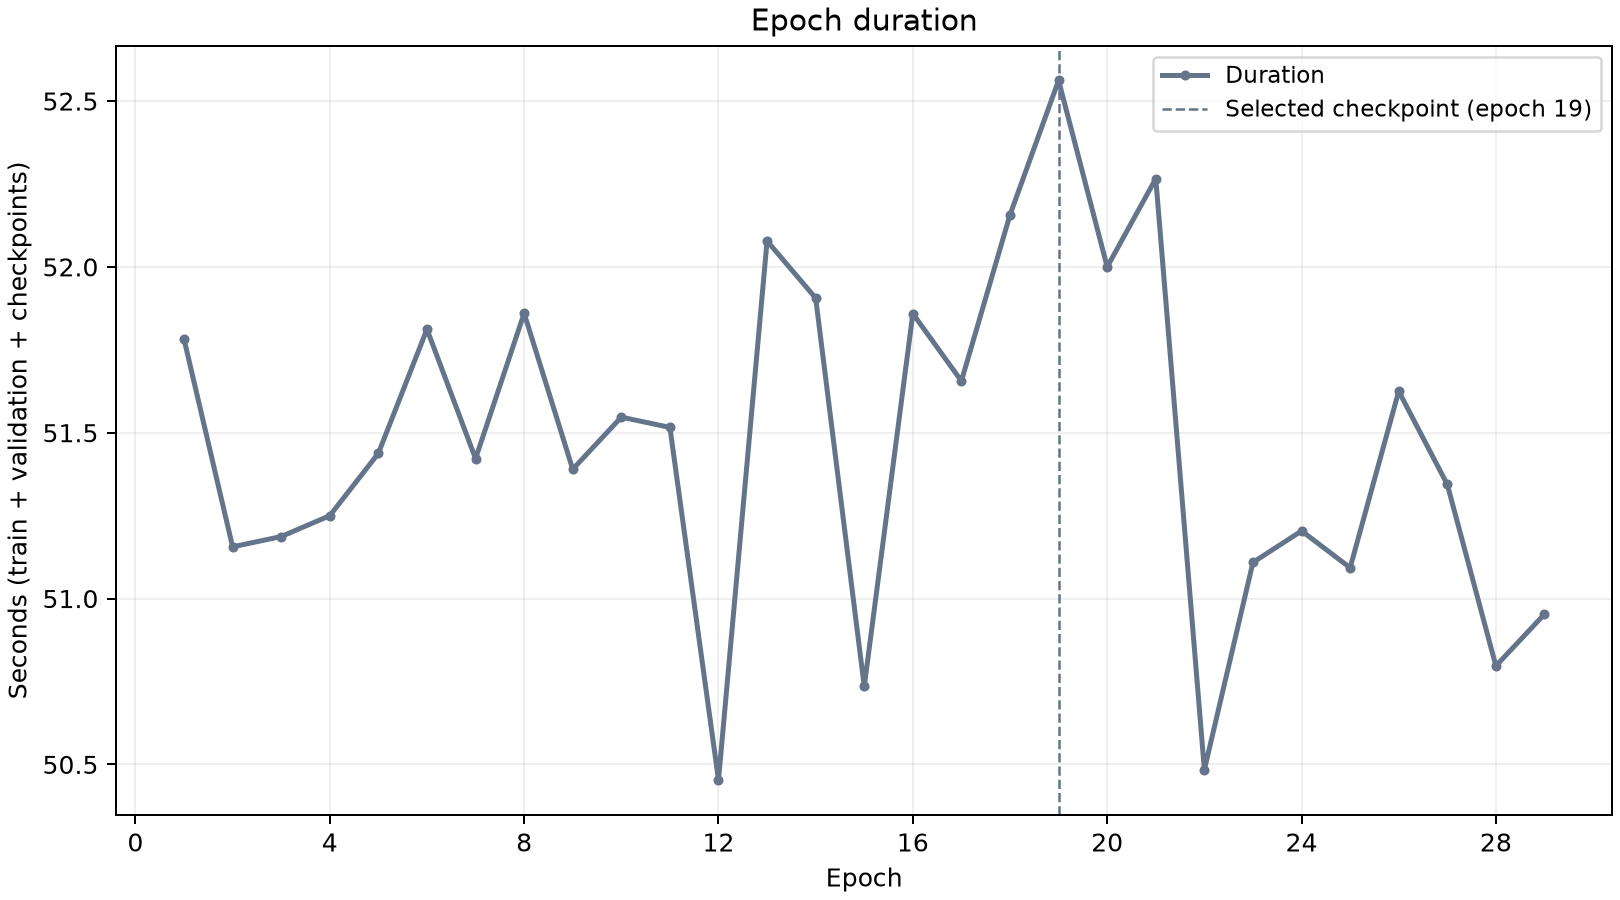 Epoch duration
Duration
Selected checkpoint (epoch 19)
Seconds (train + validation + checkpoints)
52.5
52.0
51.5
51.0
50.5
0 4 8 12 16 20 24 28
Epoch